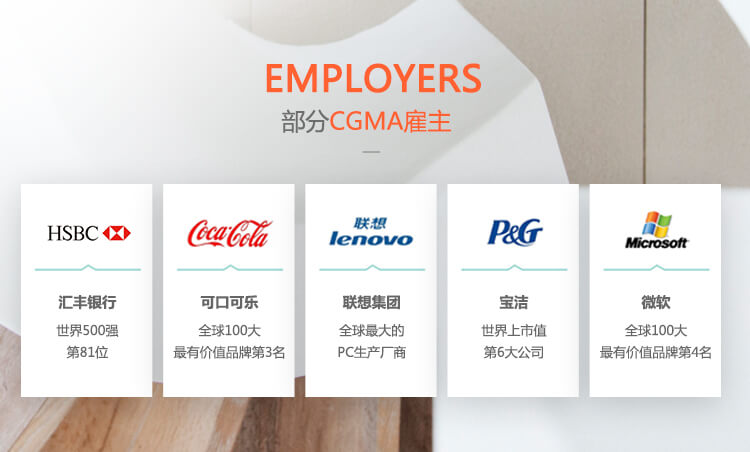 EMPLOYERS
部分CGMA雇主
HSBC
汇丰银行
世界500强
第81位
Coca-Cola
可口可乐
全球100大
最有价值品牌第3名
联想
lenovo
联想集团
全球最大的
PC生产厂商
P&G
宝洁
世界上市值
第6大公司
Microsoft
微软
全球100大
最有价值品牌第4名